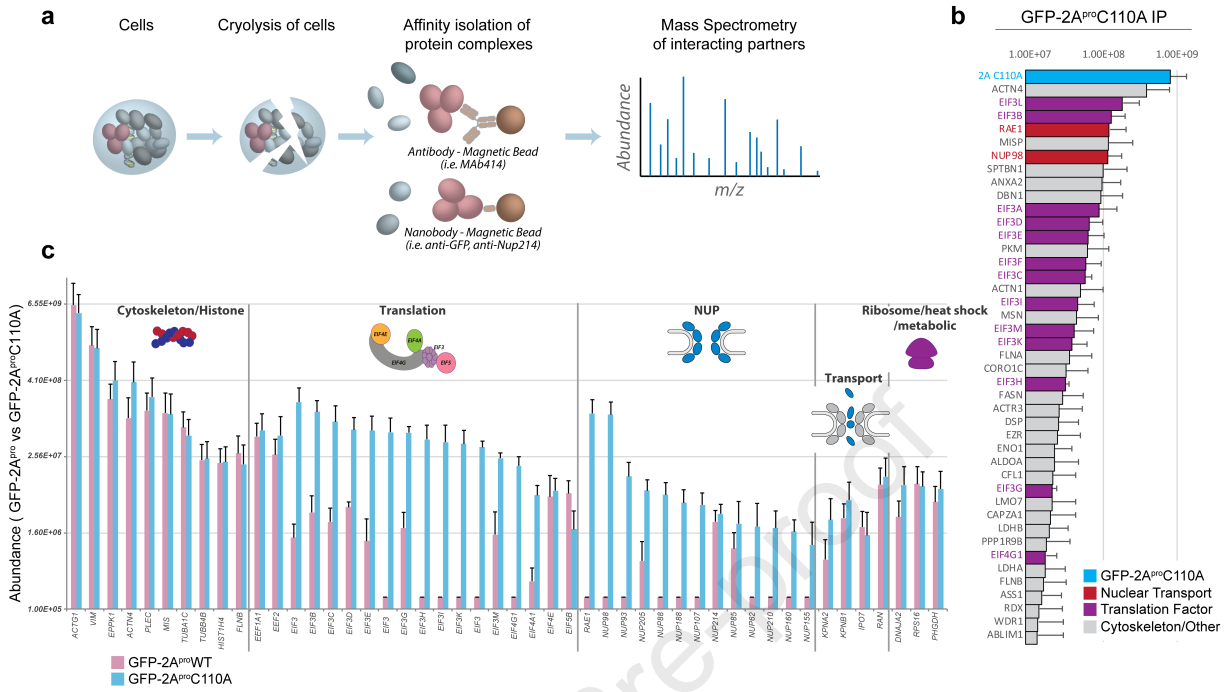 a
Cells
Cryolysis of cells
Affinity isolation of
protein complexes
Mass Spectrometry
of interacting partners
Antibody - Magnetic Bead
(i.e. MAb414)
Nanobody - Magnetic Bead
(i.e. anti-GFP, anti-Nup214)
Abundance
m/z
b
GFP-2AproC110A IP
1.00E+07
1.00E+08
1.00E+09
2A C110A
ACTN4
EIF3L
EIF3B
RAE1
MISP
NUP98
SPTBN1
ANXA2
DBN1
EIF3A
EIF3D
EIF3E
PKM
EIF3F
EIF3C
ACTN1
EIF3I
MSN
EIF3M
EIF3K
FLNA
CORO1C
EIF3H
FASN
ACTR3
DSP
EZR
ENO1
ALDOA
CFL1
EIF3G
LMO7
CAPZA1
LDHB
PPP1R9B
EIF4G1
LDHA
FLNB
ASS1
RDX
WDR1
ABLIM1
GFP-2AproC110A
Nuclear Transport
Translation Factor
Cytoskeleton/Other
c
Abundance ( GFP-2Apro vs GFP-2AproC110A)
6.55E+09
4.10E+08
2.56E+07
1.60E+06
1.00E+05
Cytoskeleton/Histone
Translation
NUP
Transport
Ribosome/heat shock
/metabolic
EIF4E
EIF4A
EIF3
EIF4G
EIF5
ACTG1
VIM
EPPK1
ACTN4
PLEC
MIS
TUBA1C
TUBB4B
HIST1H4
FLNB
EEF1A1
EEF2
EIF3
EIF3B
EIF3C
EIF3D
EIF3E
EIF3
EIF3G
EIF3H
EIF3I
EIF3K
EIF3
EIF3M
EIF4G1
EIF4A1
EIF4E
EIF5B
RAE1
NUP98
NUP93
NUP205
NUP88
NUP188
NUP107
NUP214
NUP85
NUP62
NUP210
NUP160
NUP155
KPNA2
KPNB1
IPO7
RAN
DNAJA2
RPS16
PHGDH
GFP-2AproWT
GFP-2AproC110A
re-proof